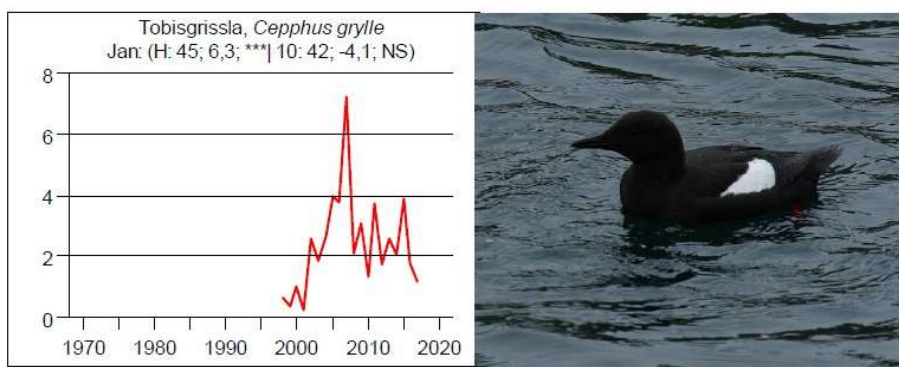 Tobisgrissla, Cepphus grylle
Jan: (H: 45; 6,3; ***| 10: 42; -4,1; NS)
8
6
4
2
0
1970 1980 1990 2000 2010 2020